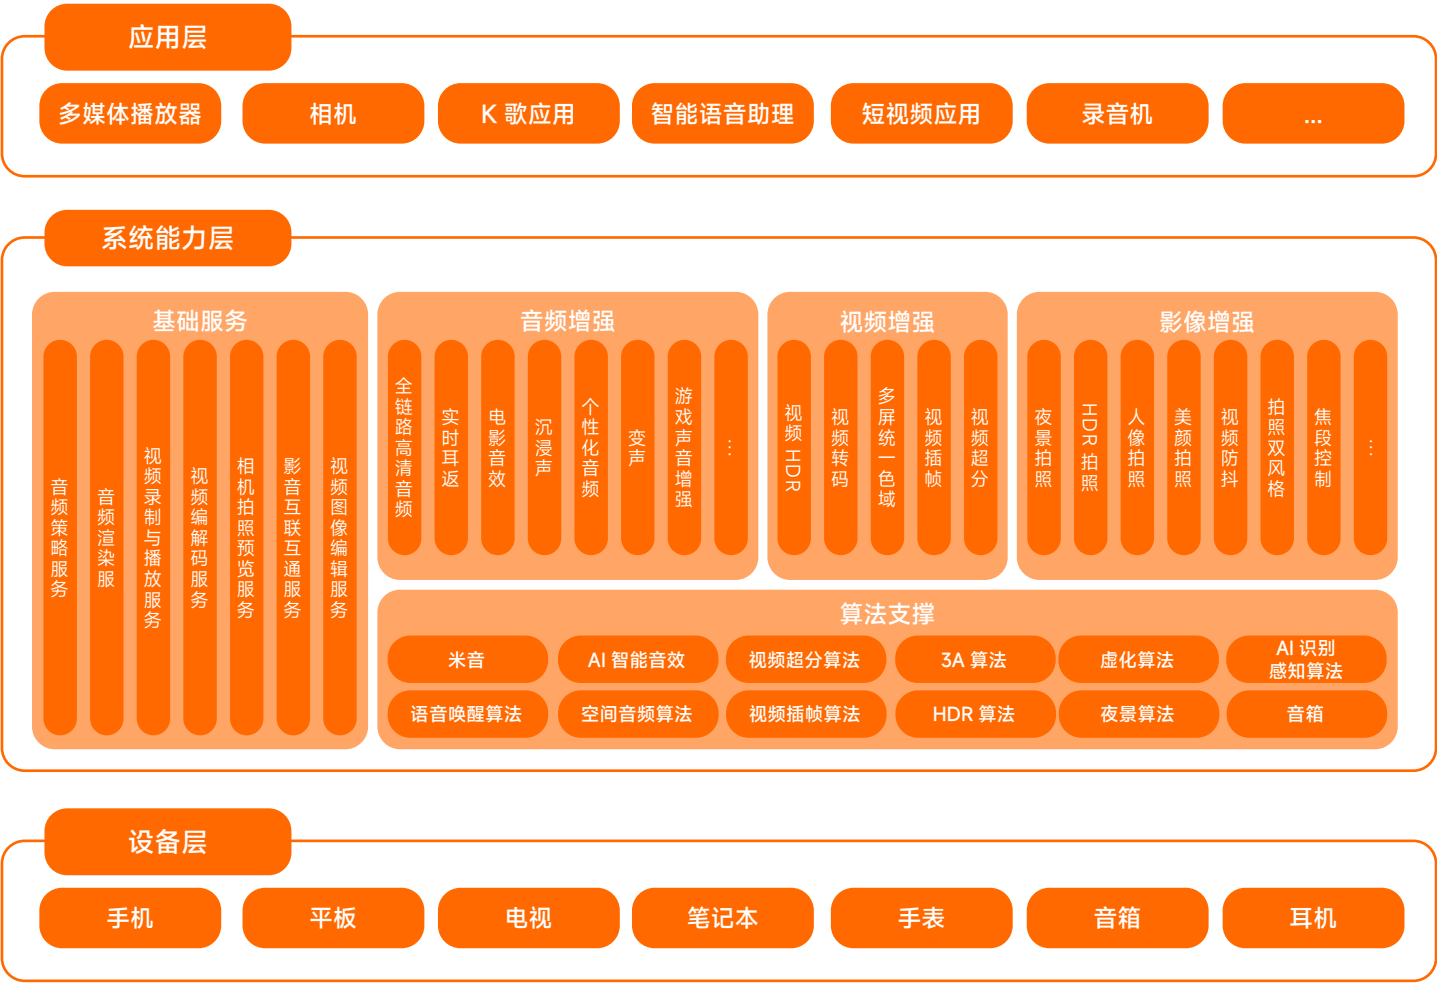 应用层
多媒体播放器
相机
K 歌应用
智能语音助理
短视频应用
录音机
...
系统能力层
基础服务
音频策略服务
音频渲染服
视频录制与播放服务
视频编解码服务
相机拍照预览服务
影音互联互通服务
视频图像编辑服务
音频增强
全链路高清音频
实时耳返
电影音效
沉浸声
个性化音频
变声
游戏声音增强
...
视频增强
视频 HDR
视频转码
多屏统一色域
视频插帧
视频超分
影像增强
夜景拍照
HDR 拍照
人像拍照
美颜拍照
视频防抖
拍照双风格
焦段控制
...
算法支撑
米音
AI 智能音效
视频超分算法
3A 算法
虚化算法
AI 识别
感知算法
语音唤醒算法
空间音频算法
视频插帧算法
HDR 算法
夜景算法
音箱
设备层
手机
平板
电视
笔记本
手表
音箱
耳机